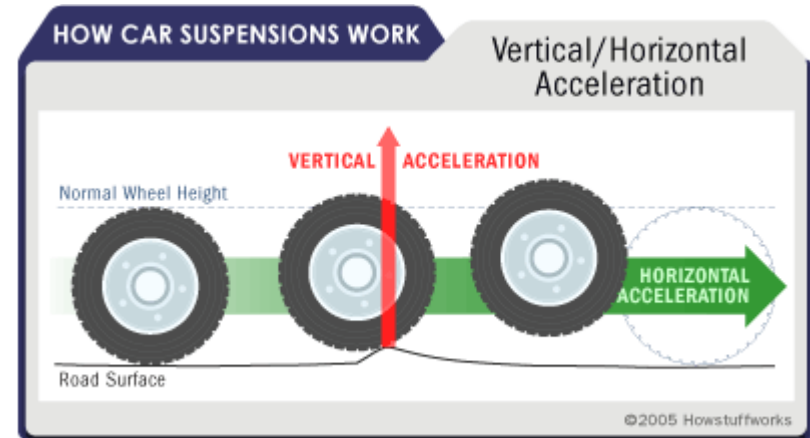 HOW CAR SUSPENSIONS WORK
Vertical/Horizontal
Acceleration
VERTICAL ACCELERATION
Normal Wheel Height
HORIZONTAL
ACCELERATION
Road Surface
©2005 Howstuffworks